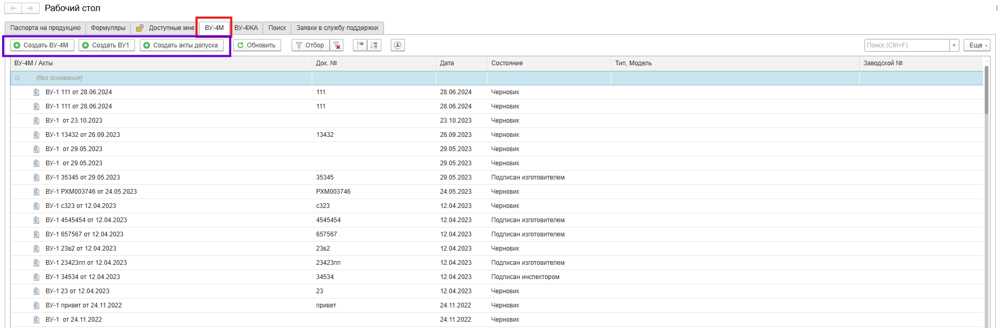 Рабочий стол
Паспорта на продукцию Формуляры Доступные мне ВУ-4М ВУ-4ЖА Поиск Заявки в службу поддержки
Создать ВУ-4М Создать ВУ1 Создать акты допуска Обновить Отбор Поиск (Ctrl+F) × Еще
ВУ-4М / Акты Док. № Дата Состояние Тип, Модель Заводской №
(без основания)
ВУ-1 111 от 28.06.2024 111 28.06.2024 Черновик
ВУ-1 111 от 28.06.2024 111 28.06.2024 Черновик
ВУ-1 от 23.10.2023 23.10.2023 Черновик
ВУ-1 13432 от 26.09.2023 13432 26.09.2023 Черновик
ВУ-1 от 29.05.2023 29.05.2023 Черновик
ВУ-1 от 29.05.2023 29.05.2023 Черновик
ВУ-1 35345 от 29.05.2023 35345 29.05.2023 Подписан изготовителем
ВУ-1 РХМ003746 от 24.05.2023 РХМ003746 24.05.2023 Черновик
ВУ-1 с323 от 12.04.2023 с323 12.04.2023 Черновик
ВУ-1 4545454 от 12.04.2023 4545454 12.04.2023 Подписан изготовителем
ВУ-1 657567 от 12.04.2023 657567 12.04.2023 Подписан изготовителем
ВУ-1 23в2 от 12.04.2023 23в2 12.04.2023 Черновик
ВУ-1 23423пп от 12.04.2023 23423пп 12.04.2023 Подписан изготовителем
ВУ-1 34534 от 12.04.2023 34534 12.04.2023 Подписан инспектором
ВУ-1 23 от 12.04.2023 23 12.04.2023 Черновик
ВУ-1 привет от 24.11.2022 привет 24.11.2022 Черновик
ВУ-1 от 24.11.2022 24.11.2022 Черновик